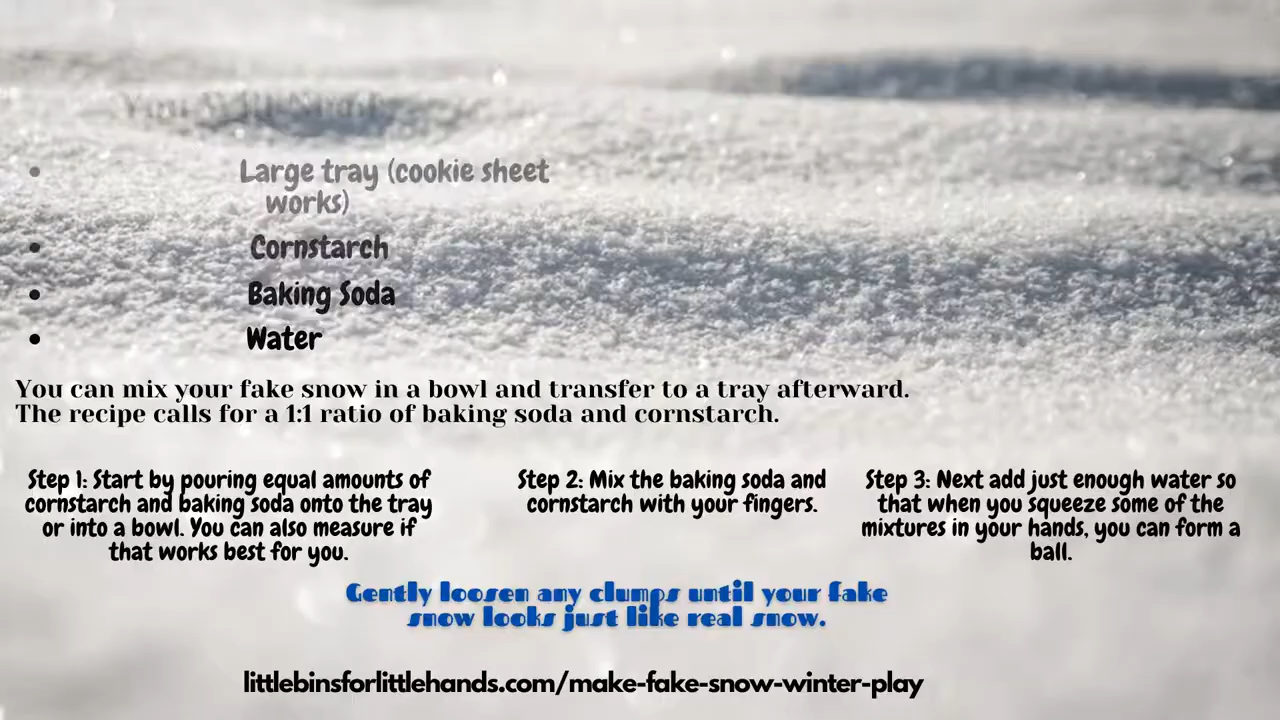 You Will Need:
• Large tray (cookie sheet
works)
• Cornstarch
• Baking Soda
• Water
You can mix your fake snow in a bowl and transfer to a tray afterward.
The recipe calls for a 1:1 ratio of baking soda and cornstarch.
Step 1: Start by pouring equal amounts of
cornstarch and baking soda onto the tray
or into a bowl. You can also measure if
that works best for you.
Step 2: Mix the baking soda and
cornstarch with your fingers.
Step 3: Next add just enough water so
that when you squeeze some of the
mixtures in your hands, you can form a
ball.
Gently loosen any clumps until your fake
snow looks just like real snow.
littlebinsforlittlehands.com/make-fake-snow-winter-play